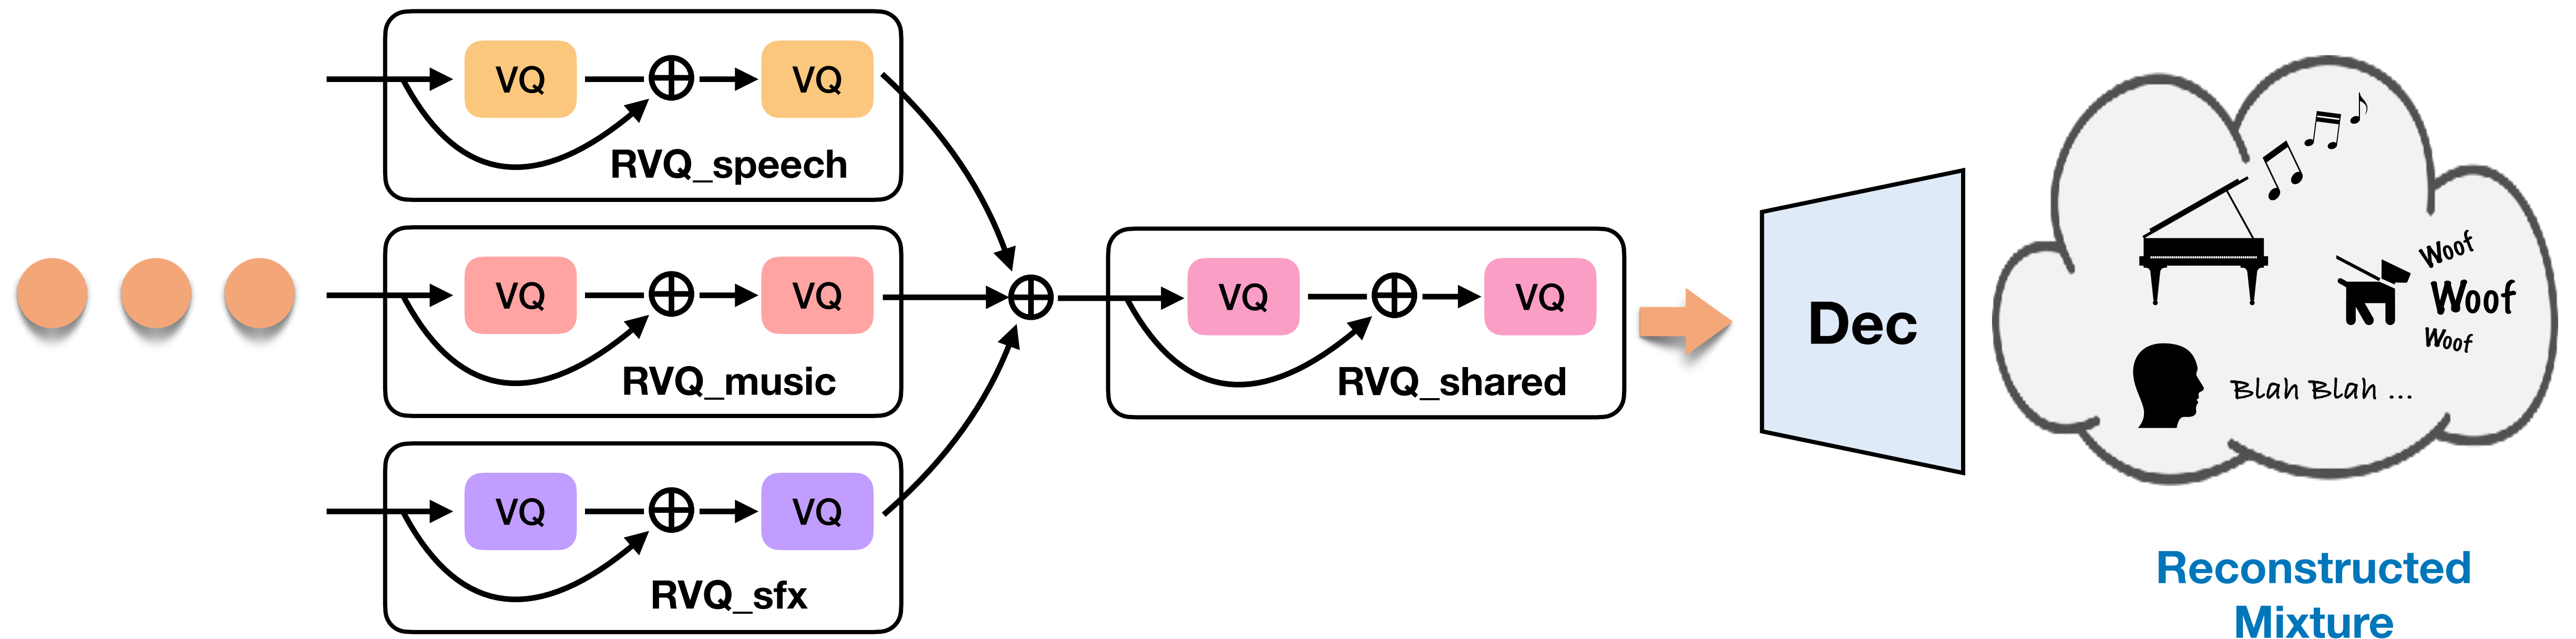 VQ
VQ
RVQ_speech
VQ
VQ
RVQ_music
VQ
VQ
RVQ_sfx
VQ
VQ
RVQ_shared
Dec
Woof
Woof
Woof
Blah Blah ...
Reconstructed
Mixture